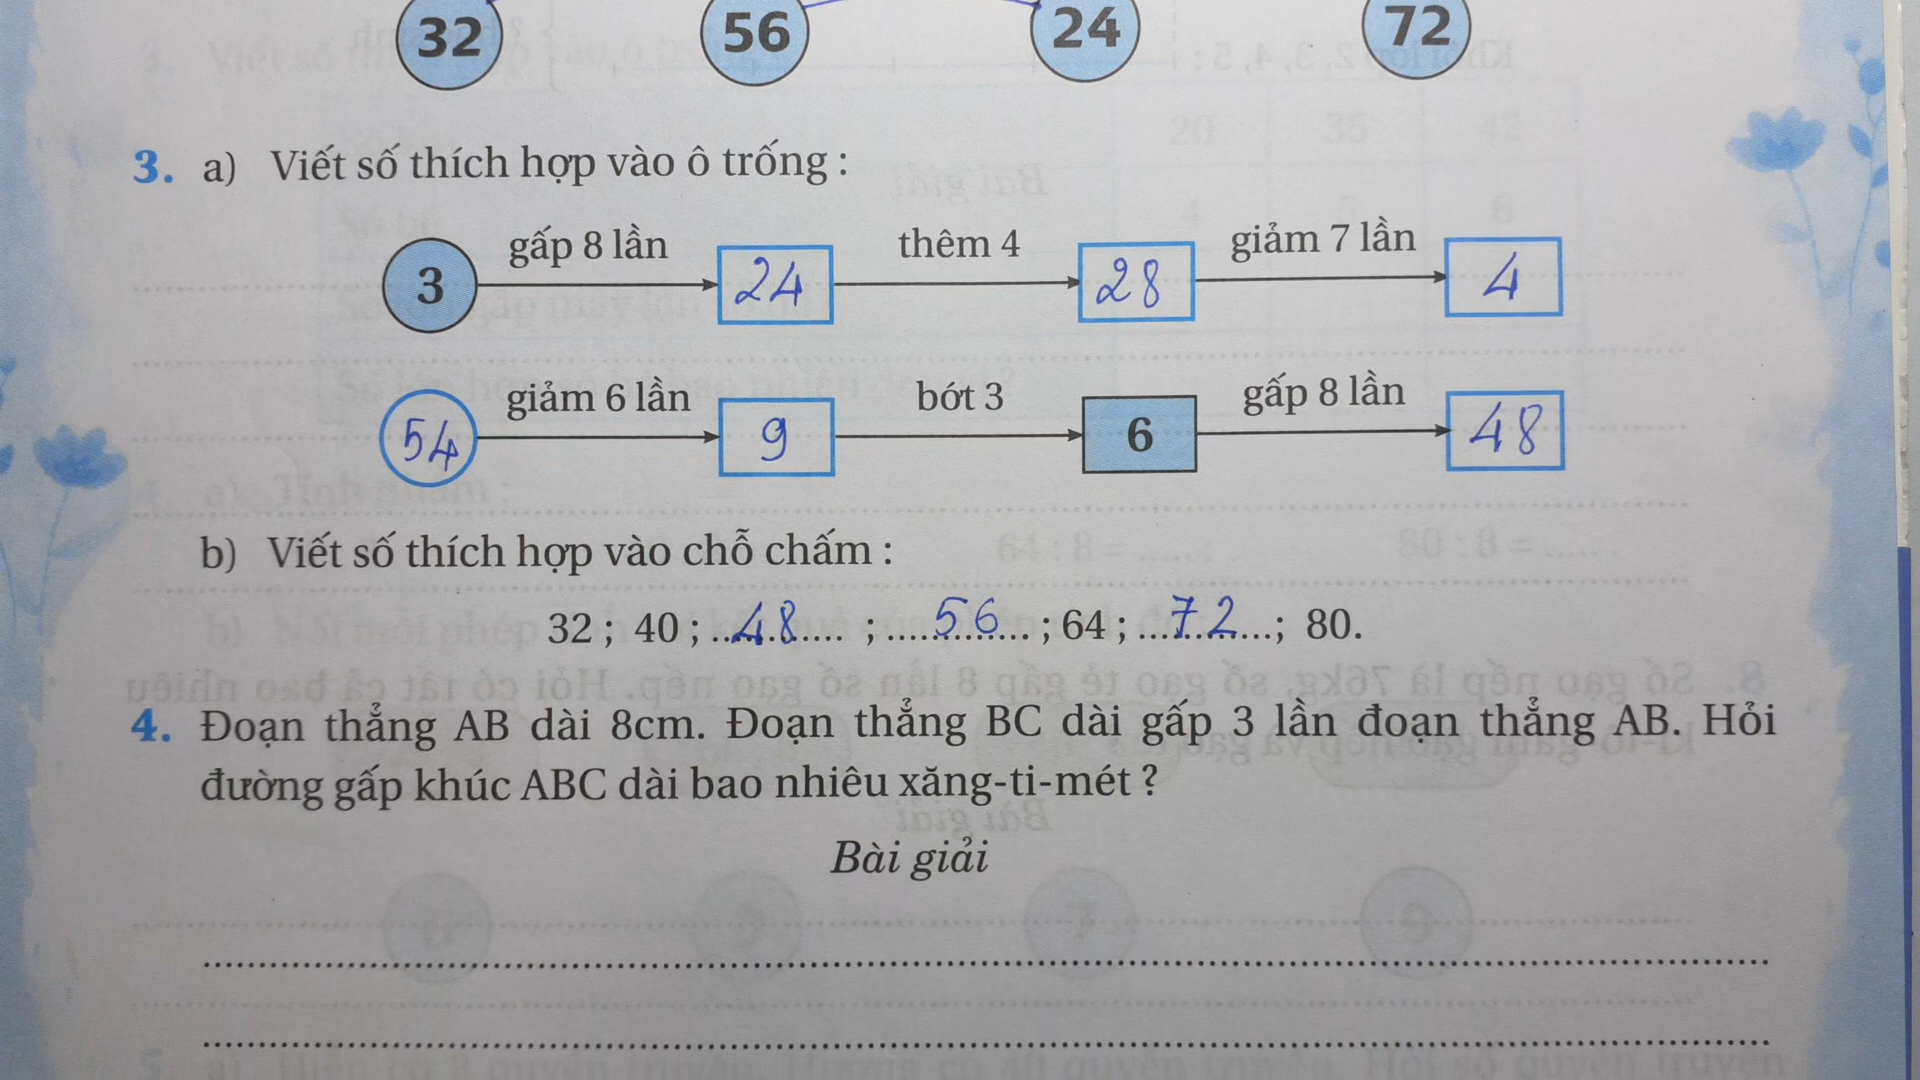 32 56 24 72
3. a) Viết số thích hợp vào ô trống :
3 gấp 8 lần 24 thêm 4 28 giảm 7 lần 4
54 giảm 6 lần 9 bớt 3 6 gấp 8 lần 48
b) Viết số thích hợp vào chỗ chấm :
32 ; 40 ; 48 ; 56 ; 64 ; 72 ; 80.
4. Đoạn thẳng AB dài 8cm. Đoạn thẳng BC dài gấp 3 lần đoạn thẳng AB. Hỏi
đường gấp khúc ABC dài bao nhiêu xăng-ti-mét ?
Bài giải